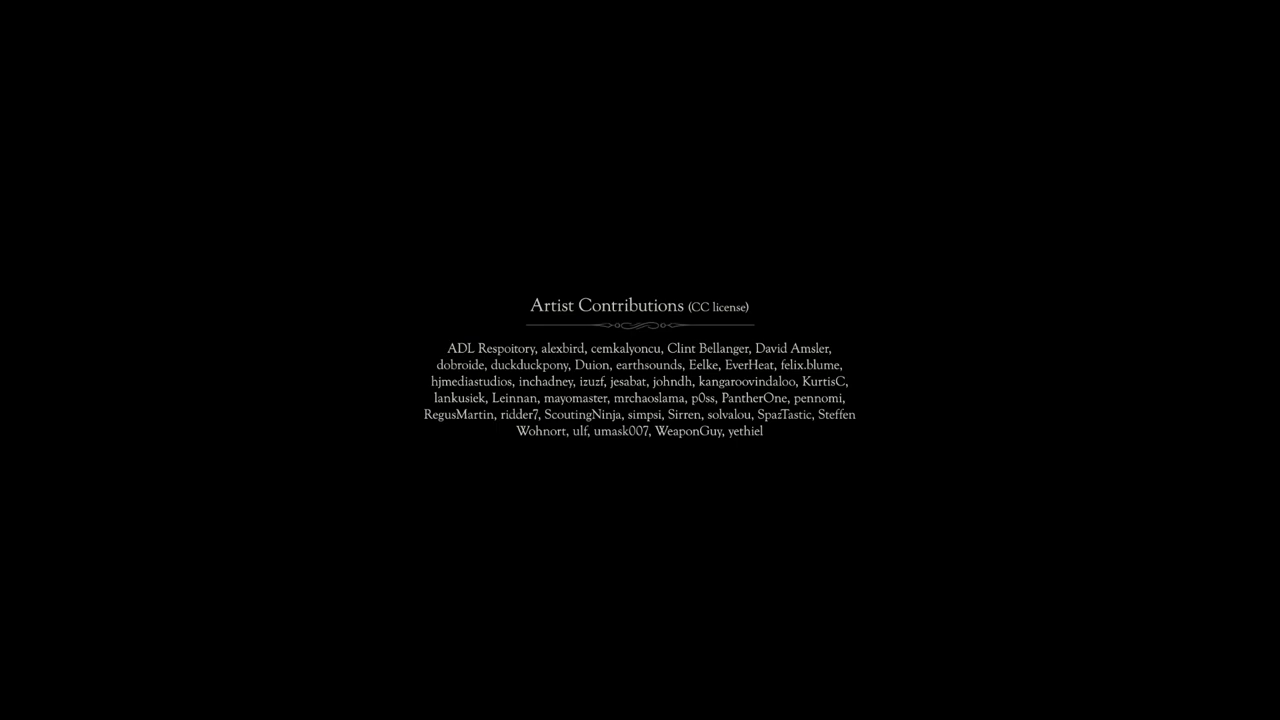 Artist Contributions (CC license)
ADL Respoitory, alexbird, cemkalyoncu, Clint Bellanger, David Amsler,
dobroide, duckduckpony, Duion, earthsounds, Eelke, EverHeat, felix.blume,
hjmediastudios, inchadney, izuzf, jesabat, johndh, kangaroovindaloo, KurtisC,
lankusiek, Leinnan, mayomaster, mrchaoslama, p0ss, PantherOne, pennomi,
RegusMartin, ridder7, ScoutingNinja, simpsi, Sirren, solvalou, SpazTastic, Steffen
Wohnort, ulf, umask007, WeaponGuy, yethiel